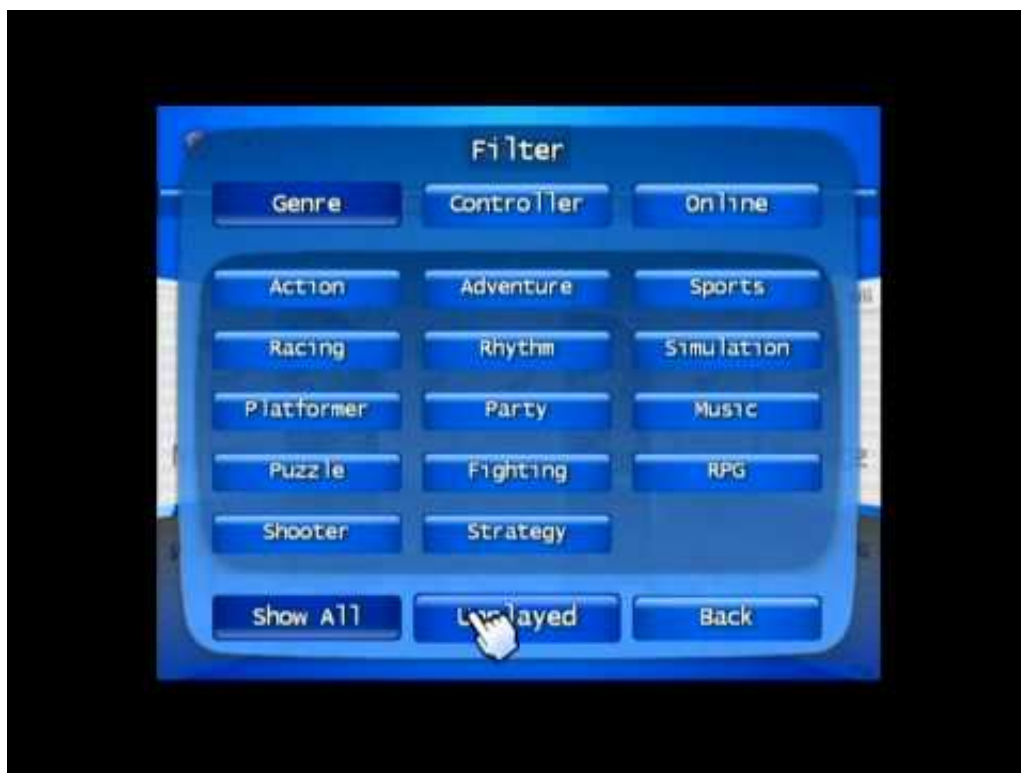 Filter
Genre Controller Online
Action Adventure Sports
Racing Rhythm Simulation
Platformer Party Music
Puzzle Fighting RPG
Shooter Strategy
Show All Unplayed Back